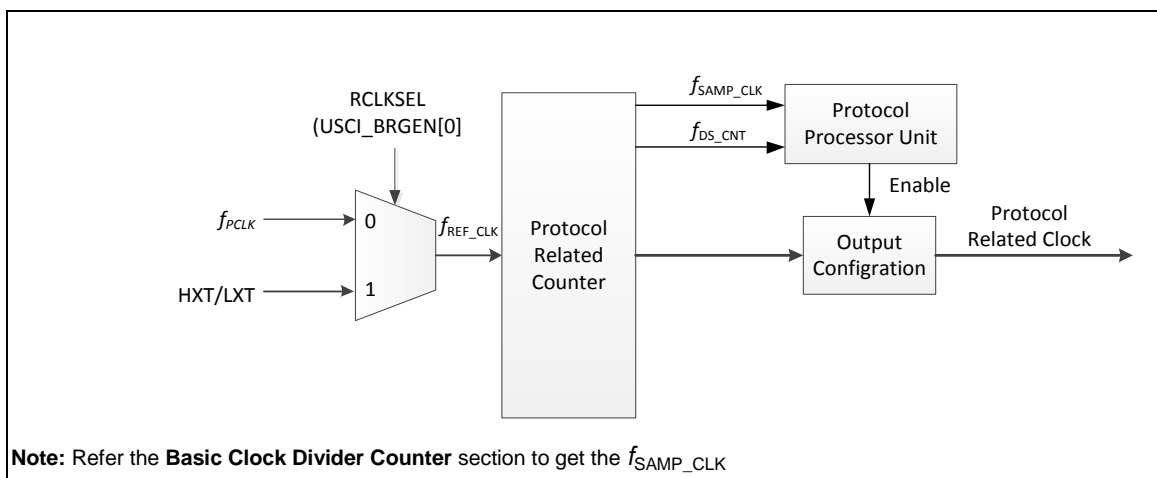 RCLKSEL
(USCI_BRGEN[0]
fPCLK
0
HXT/LXT
1
fREF_CLK
Protocol
Related
Counter
fSAMP_CLK
fDS_CNT
Protocol
Processor Unit
Enable
Output
Configration
Protocol
Related Clock
Note: Refer the Basic Clock Divider Counter section to get the fSAMP_CLK